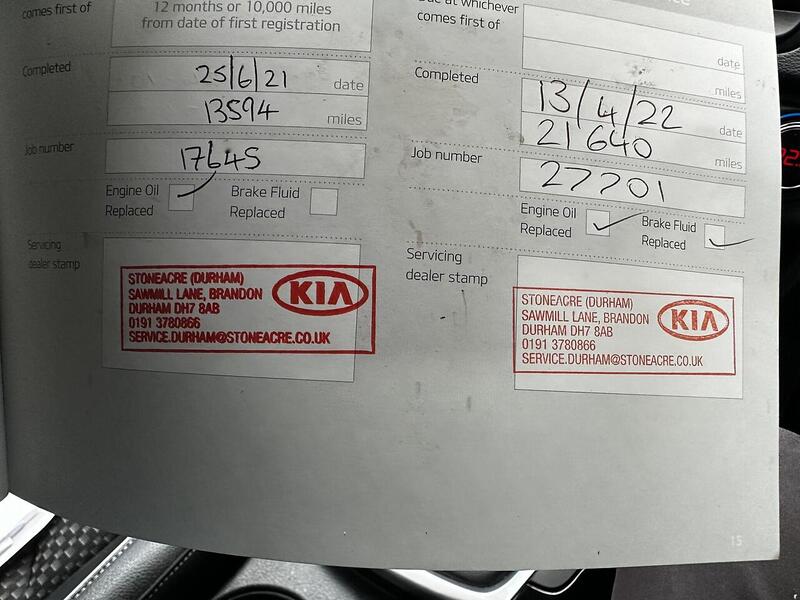 comes first of
12 months or 10,000 miles
from date of first registration
Completed
25/6/21 date
13594 miles
Job number
17645
Engine Oil
Replaced
Brake Fluid
Replaced
Servicing
dealer stamp
STONEACRE (DURHAM)
SAWMILL LANE, BRANDON
DURHAM DH7 8AB
0191 3780866
SERVICE.DURHAM@STONEACRE.CO.UK
KIA
Due at whichever
comes first of
date
miles
Completed
13/4/22 date
21640 miles
Job number
27701
Engine Oil
Replaced
Brake Fluid
Replaced
Servicing
dealer stamp
STONEACRE (DURHAM)
SAWMILL LANE, BRANDON
DURHAM DH7 8AB
0191 3780866
SERVICE.DURHAM@STONEACRE.CO.UK
KIA
15